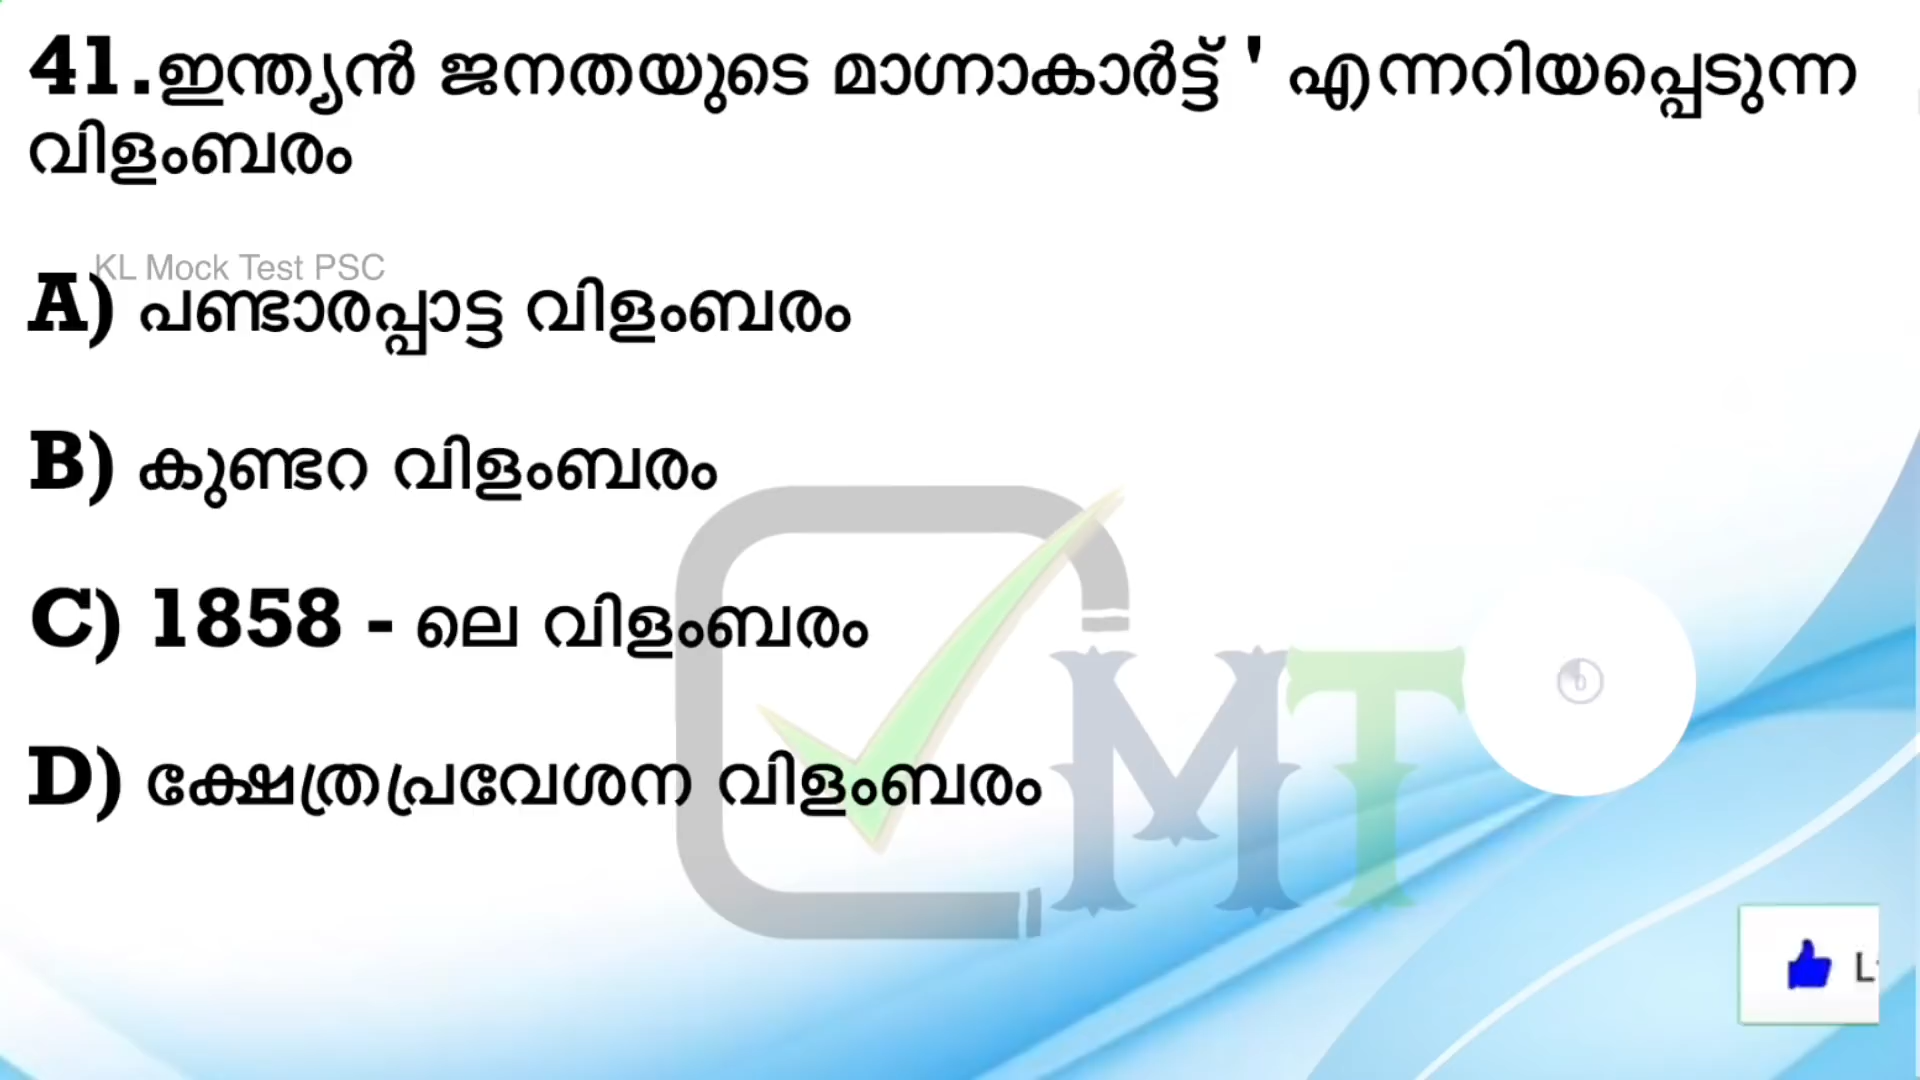 41.ഇന്ത്യൻ ജനതയുടെ മാഗ്നാകാർട്ട് ' എന്നറിയപ്പെടുന്ന
വിളംബരം
KL Mock Test PSC
A) പണ്ടാരപ്പാട്ട വിളംബരം
B) കുണ്ടറ വിളംബരം
C) 1858 - ലെ വിളംബരം
D) ക്ഷേത്രപ്രവേശന വിളംബരം
MT